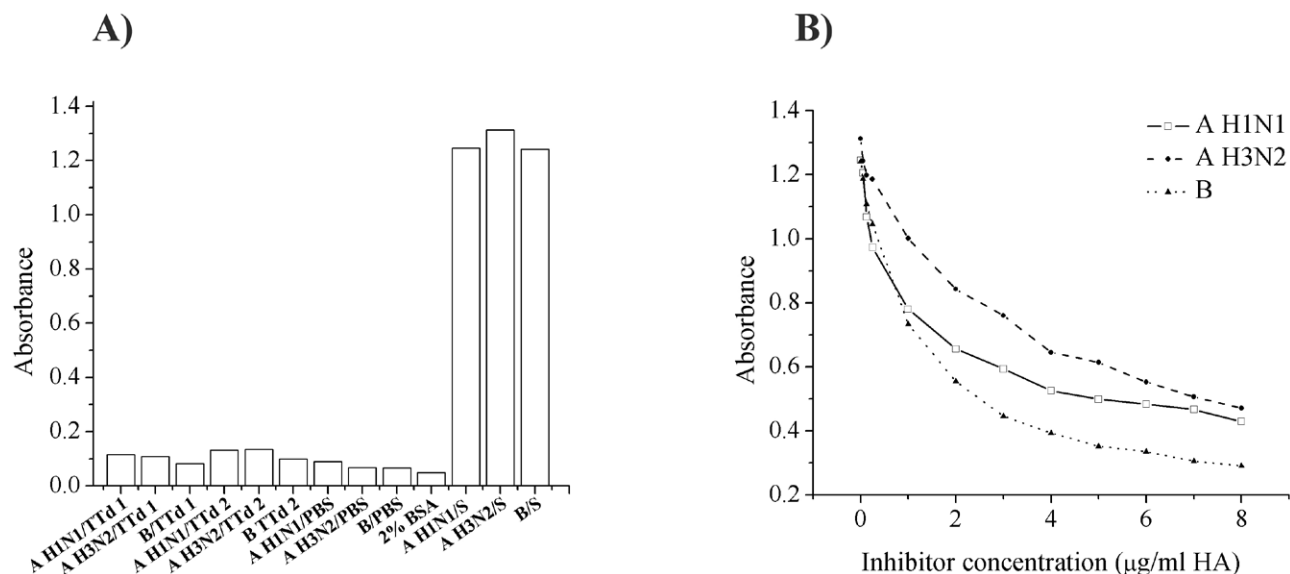 A)
1.4
1.2
1.0
0.8
0.6
0.4
0.2
0.0
Absorbance
A H1N1/TTd 1
A H3N2/TTd 1
B/TTd 1
A H1N1/TTd 2
A H3N2/TTd 2
B TTd 2
A H1N1/PBS
A H3N2/PBS
B/PBS
2% BSA
A H1N1/S
A H3N2/S
B/S
B)
1.4
1.2
1.0
0.8
0.6
0.4
0.2
Absorbance
A H1N1
A H3N2
B
0 2 4 6 8
Inhibitor concentration (μg/ml HA)